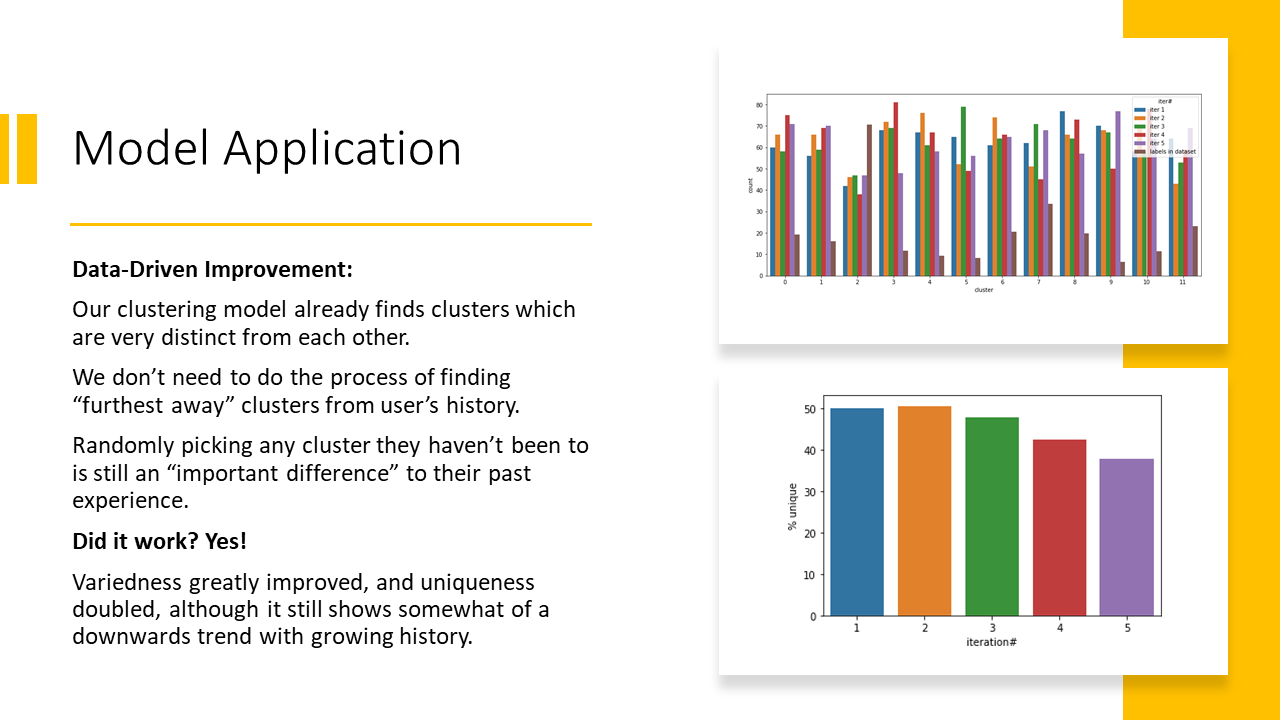 Model Application
Data-Driven Improvement:
Our clustering model already finds clusters which
are very distinct from each other.
We don’t need to do the process of finding
“furthest away” clusters from user’s history.
Randomly picking any cluster they haven’t been to
is still an “important difference” to their past
experience.
Did it work? Yes!
Variedness greatly improved, and uniqueness
doubled, although it still shows somewhat of a
downwards trend with growing history.
iter#
iter 1
iter 2
iter 3
iter 4
iter 5
labels in dataset
count
80
70
60
50
40
30
20
10
0
0 1 2 3 4 5 6 7 8 9 10 11
cluster
% unique
50
40
30
20
10
0
1 2 3 4 5
iteration#